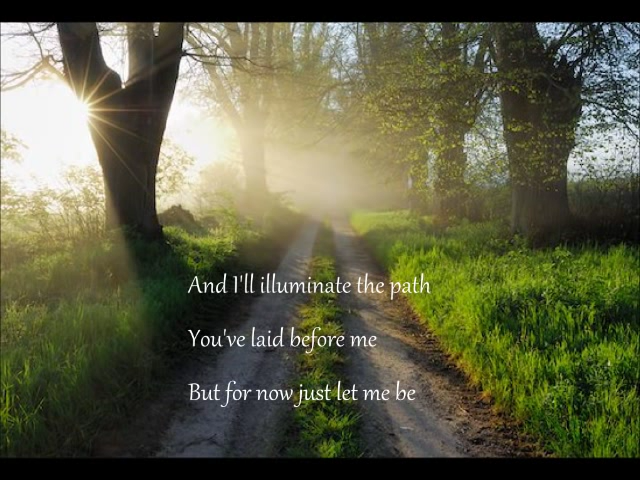 And I'll illuminate the path
You've laid before me
But for now just let me be